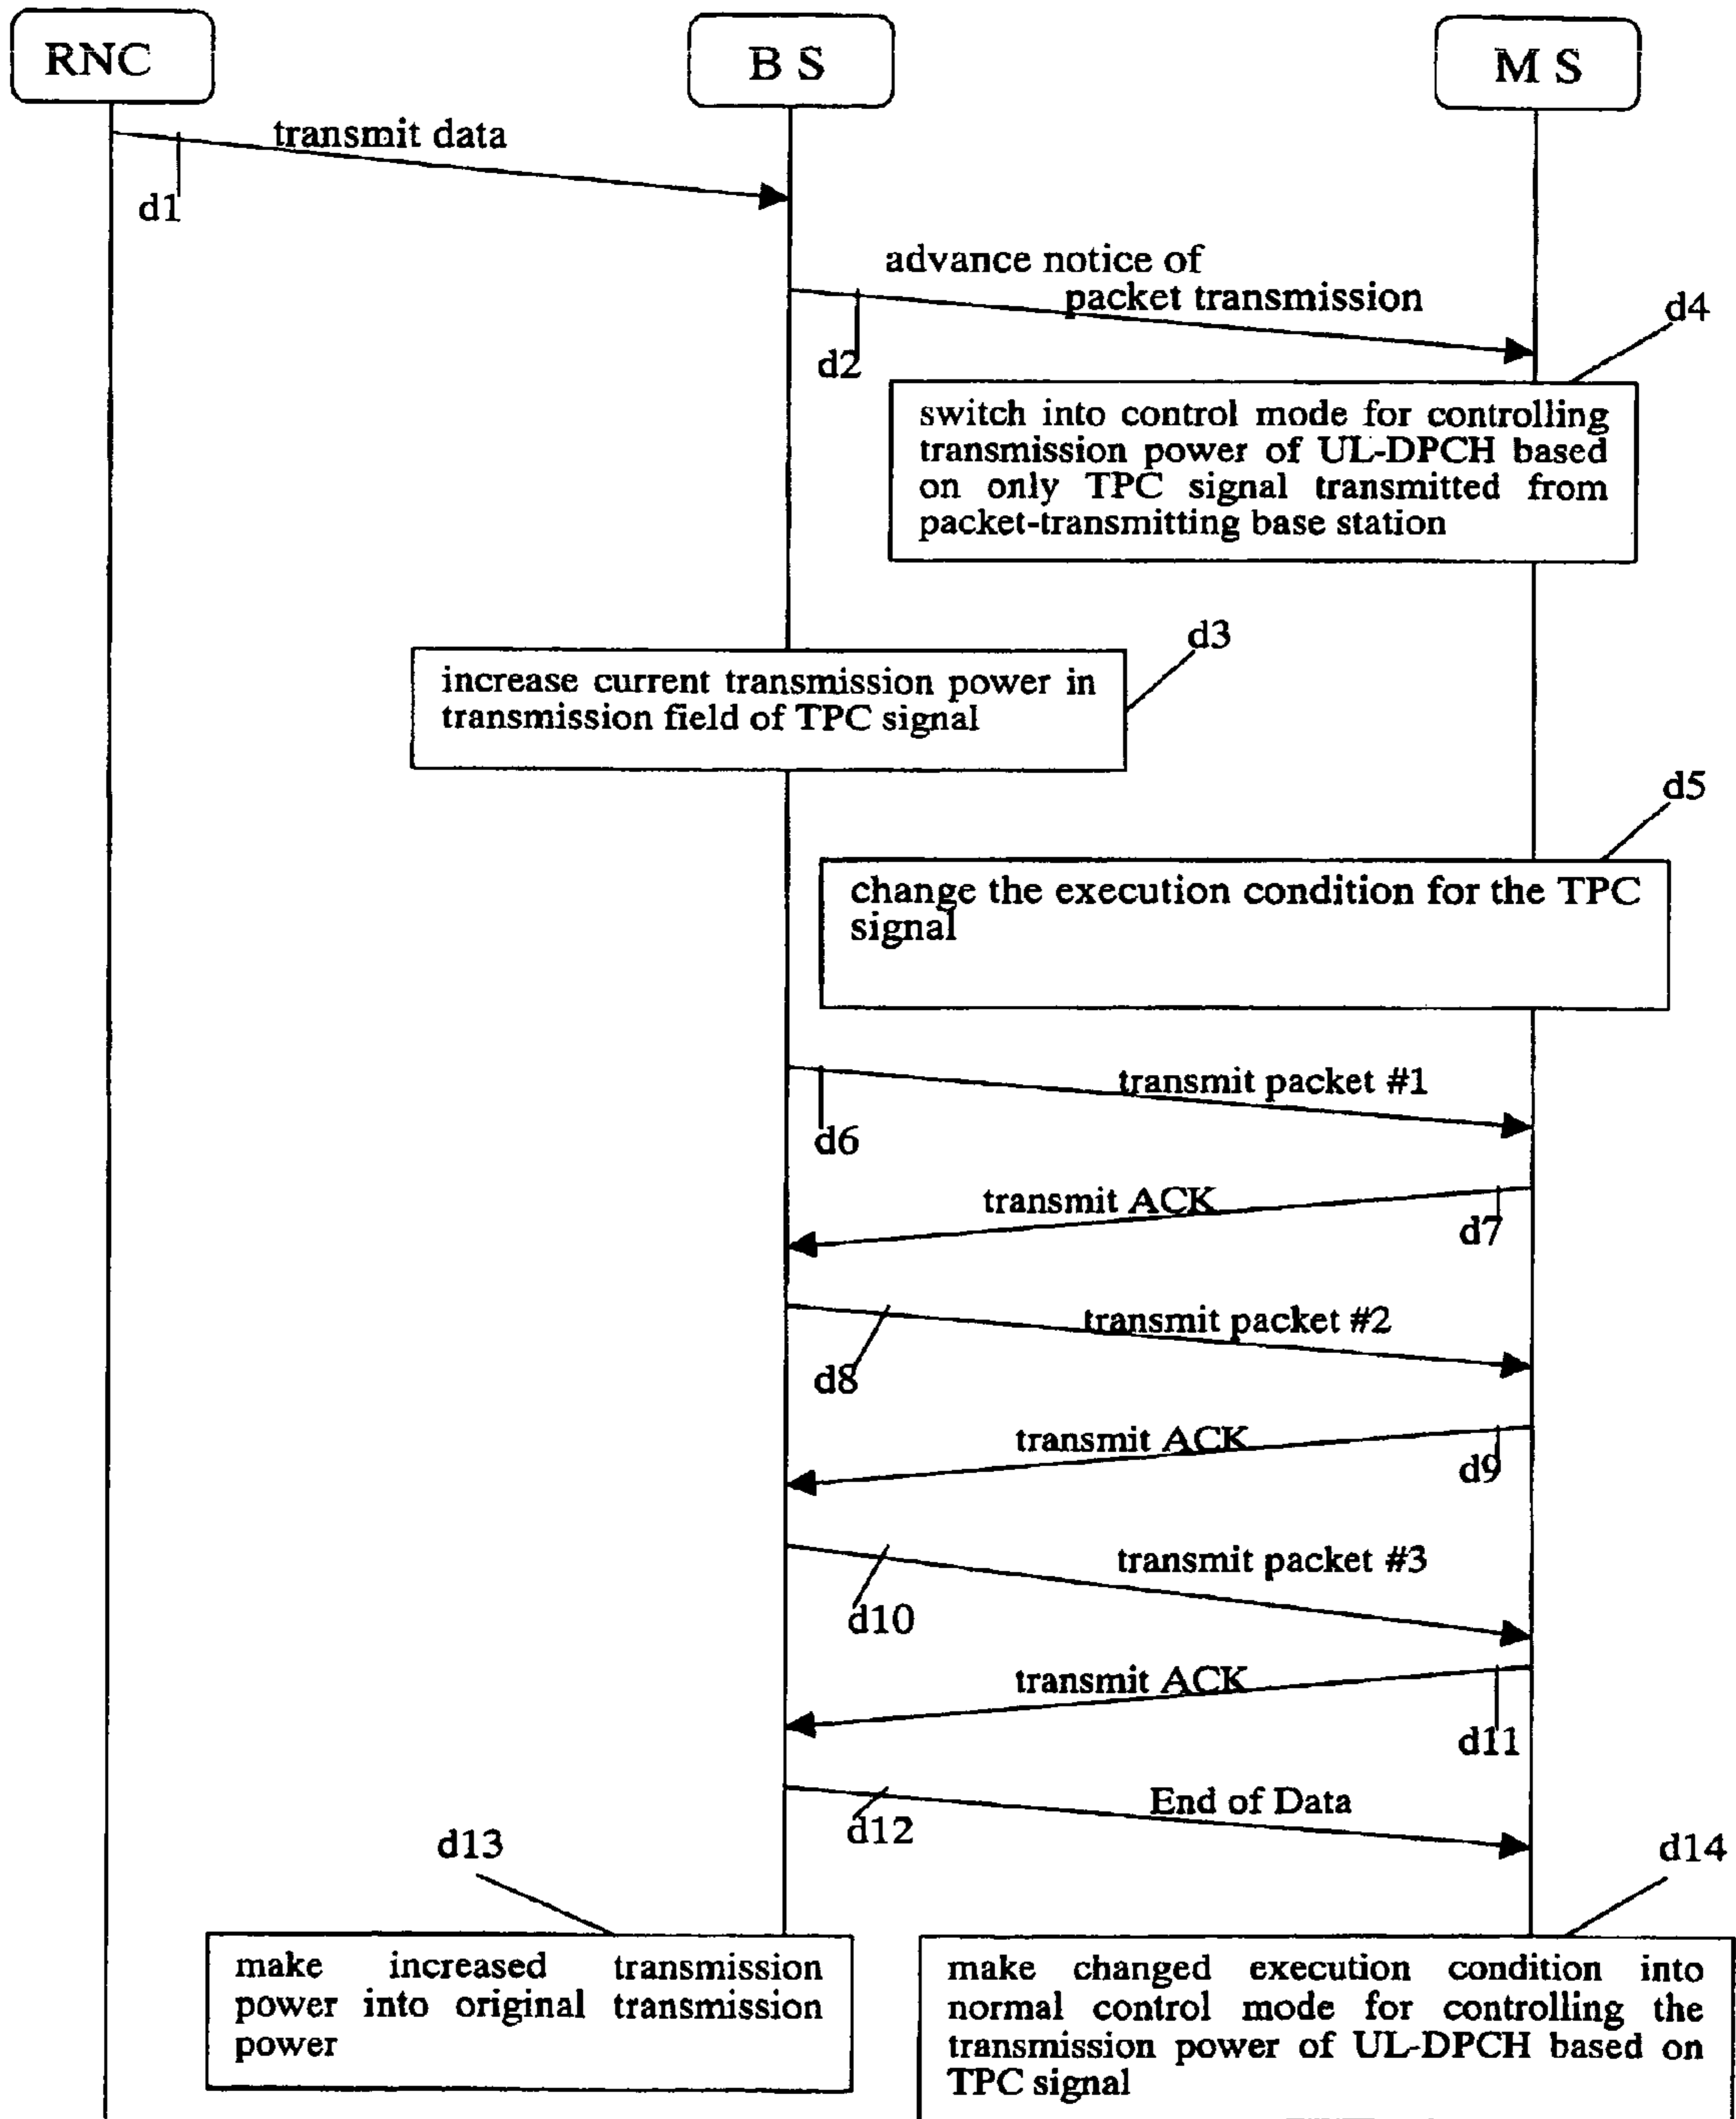 RNC
B S
M S
transmit data
d1
advance notice of
packet transmission
d2
d4
switch into control mode for controlling
transmission power of UL-DPCH based
on only TPC signal transmitted from
packet-transmitting base station
d3
increase current transmission power in
transmission field of TPC signal
d5
change the execution condition for the TPC
signal
transmit packet #1
d6
transmit ACK
d7
transmit packet #2
d8
transmit ACK
d9
transmit packet #3
d10
transmit ACK
d11
End of Data
d12
d13
d14
make increased transmission
power into original transmission
power
make changed execution condition into
normal control mode for controlling the
transmission power of UL-DPCH based on
TPC signal